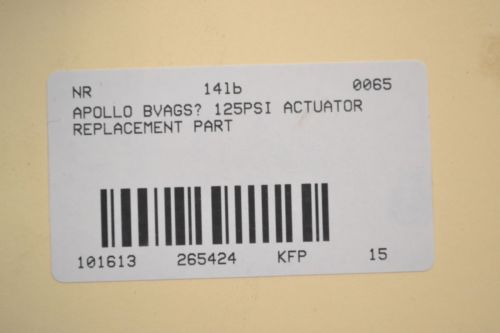 NR 14lb 0065
APOLLO BVAGS? 125PSI ACTUATOR
REPLACEMENT PART
101613 265424 KFP 15